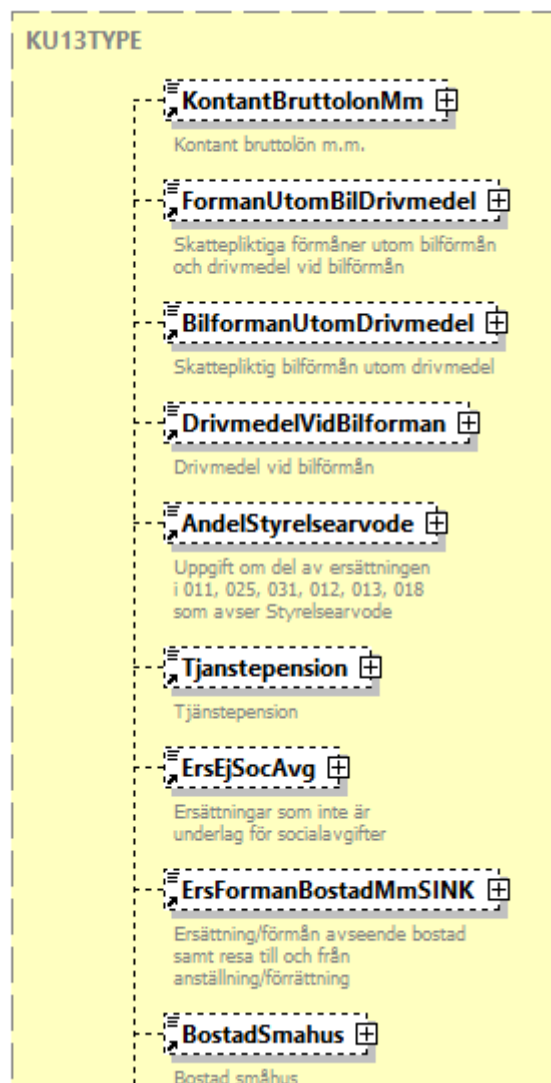 KU13TYPE
KontantBruttolonMm
Kontant bruttolön m.m.
FormanUtomBilDrivmedel
Skattepliktiga förmåner utom bilförmån
och drivmedel vid bilförmån
BilformanUtomDrivmedel
Skattepliktig bilförmån utom drivmedel
DrivmedelVidBilforman
Drivmedel vid bilförmån
AndelStyrelsearvode
Uppgift om del av ersättningen
i 011, 025, 031, 012, 013, 018
som avser Styrelsearvode
Tjanstepension
Tjänstepension
ErsEjSocAvg
Ersättningar som inte är
underlag för socialavgifter
ErsFormanBostadMmSINK
Ersättning/förmån avseende bostad
samt resa till och från
anställning/förrättning
BostadSmahus
Bostad småhus